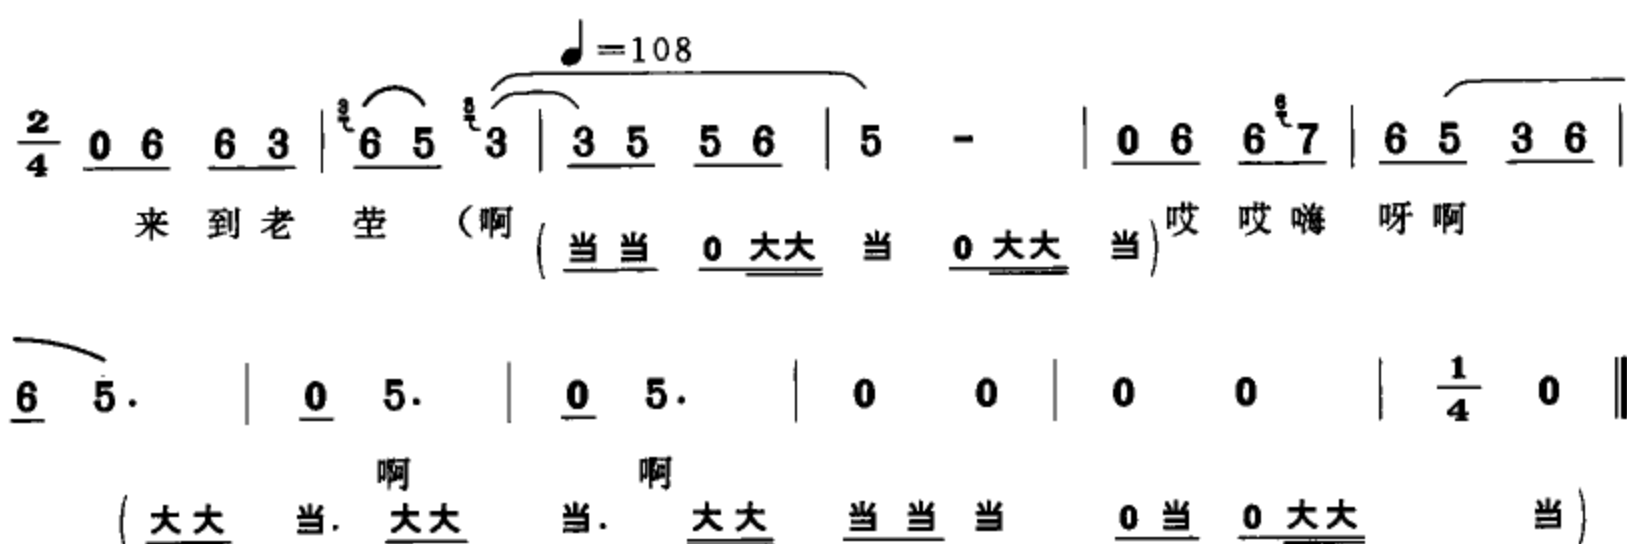 ♩=108
2/4 0 6 6 3 | 3 6 5 5 3 | 3 5 5 6 | 5 - | 0 6 6 6 7 | 6 5 3 6 |
来 到 老 茔 (啊 哎 哎 嗨 呀 啊
(当 当 0 大大 当 0 大大 当)
6 5. | 0 5. | 0 5. | 0 0 | 0 0 | 1/4 0 ‖
啊 啊
(大大 当. 大大 当. 大大 当 当 当 0 当 0 大大 当)